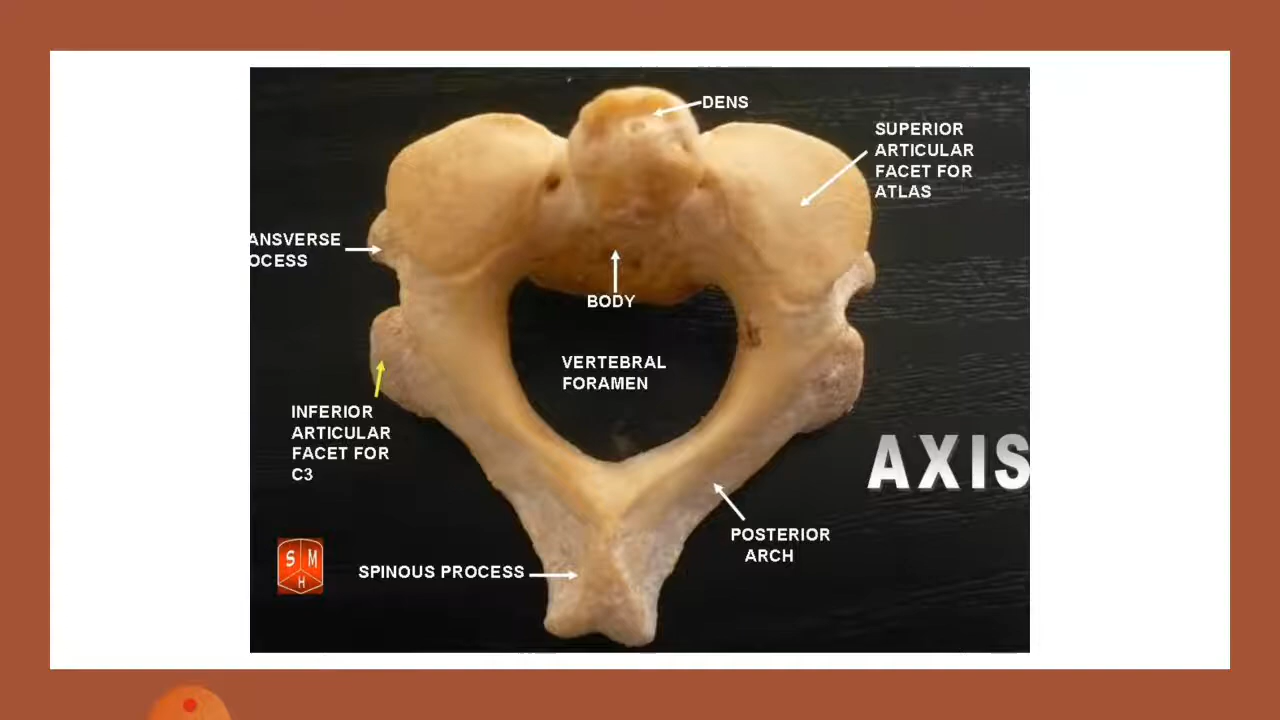 DENS
SUPERIOR
ARTICULAR
FACET FOR
ATLAS
ANSVERSE
OCESS
BODY
VERTEBRAL
FORAMEN
INFERIOR
ARTICULAR
FACET FOR
C3
AXIS
POSTERIOR
ARCH
SPINOUS PROCESS
S M
H